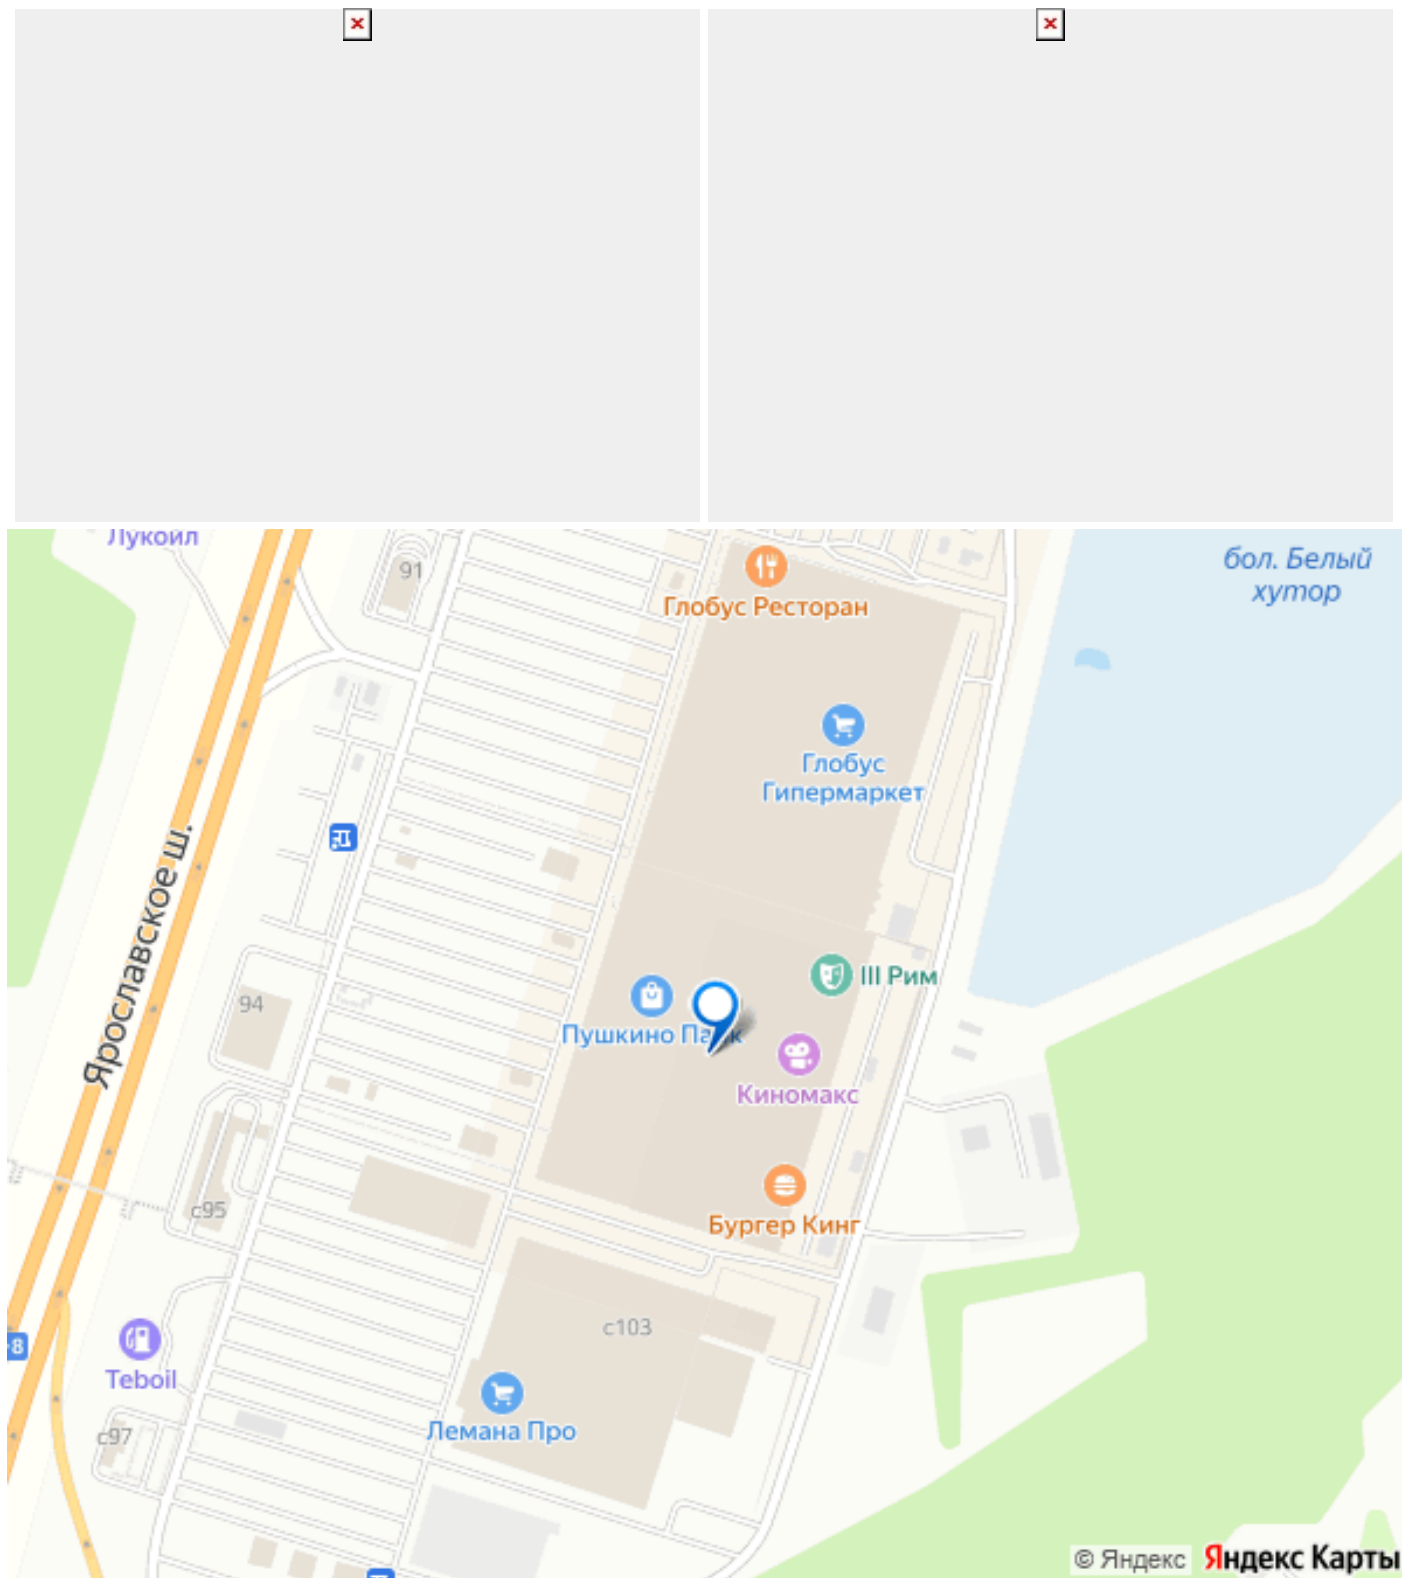 Лукоил
91
бол. Белый
хутор
Глобус Ресторан
Глобус
Гипермаркет
Ярославское ш.
III Рим
94
Пушкино
Киномакс
с95
Бургер Кинг
с103
8
Teboil
Лемана Про
с97
© Яндекс Яндекс Карты